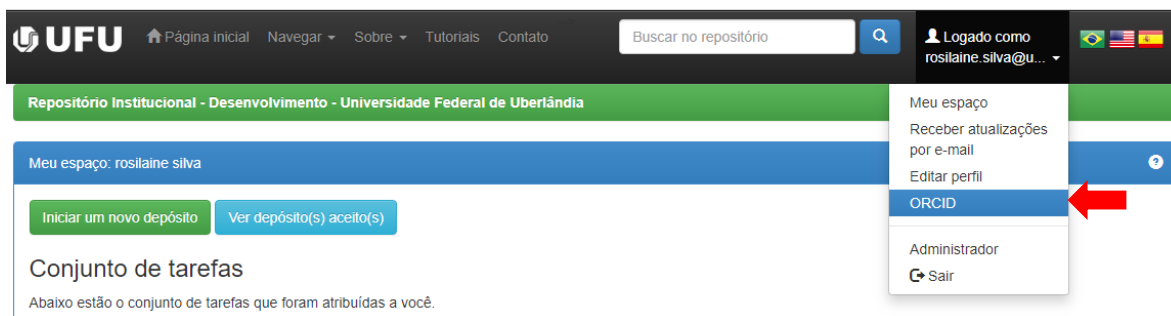 UFU
Página inicial Navegar Sobre Tutoriais Contato
Buscar no repositório
Logado como
rosilaine.silva@u...
Repositório Institucional - Desenvolvimento - Universidade Federal de Uberlândia
Meu espaço
Receber atualizações
por e-mail
Editar perfil
ORCID
Administrador
Sair
Meu espaço: rosilaine silva
?
Iniciar um novo depósito Ver depósito(s) aceito(s)
Conjunto de tarefas
Abaixo estão o conjunto de tarefas que foram atribuídas a você.